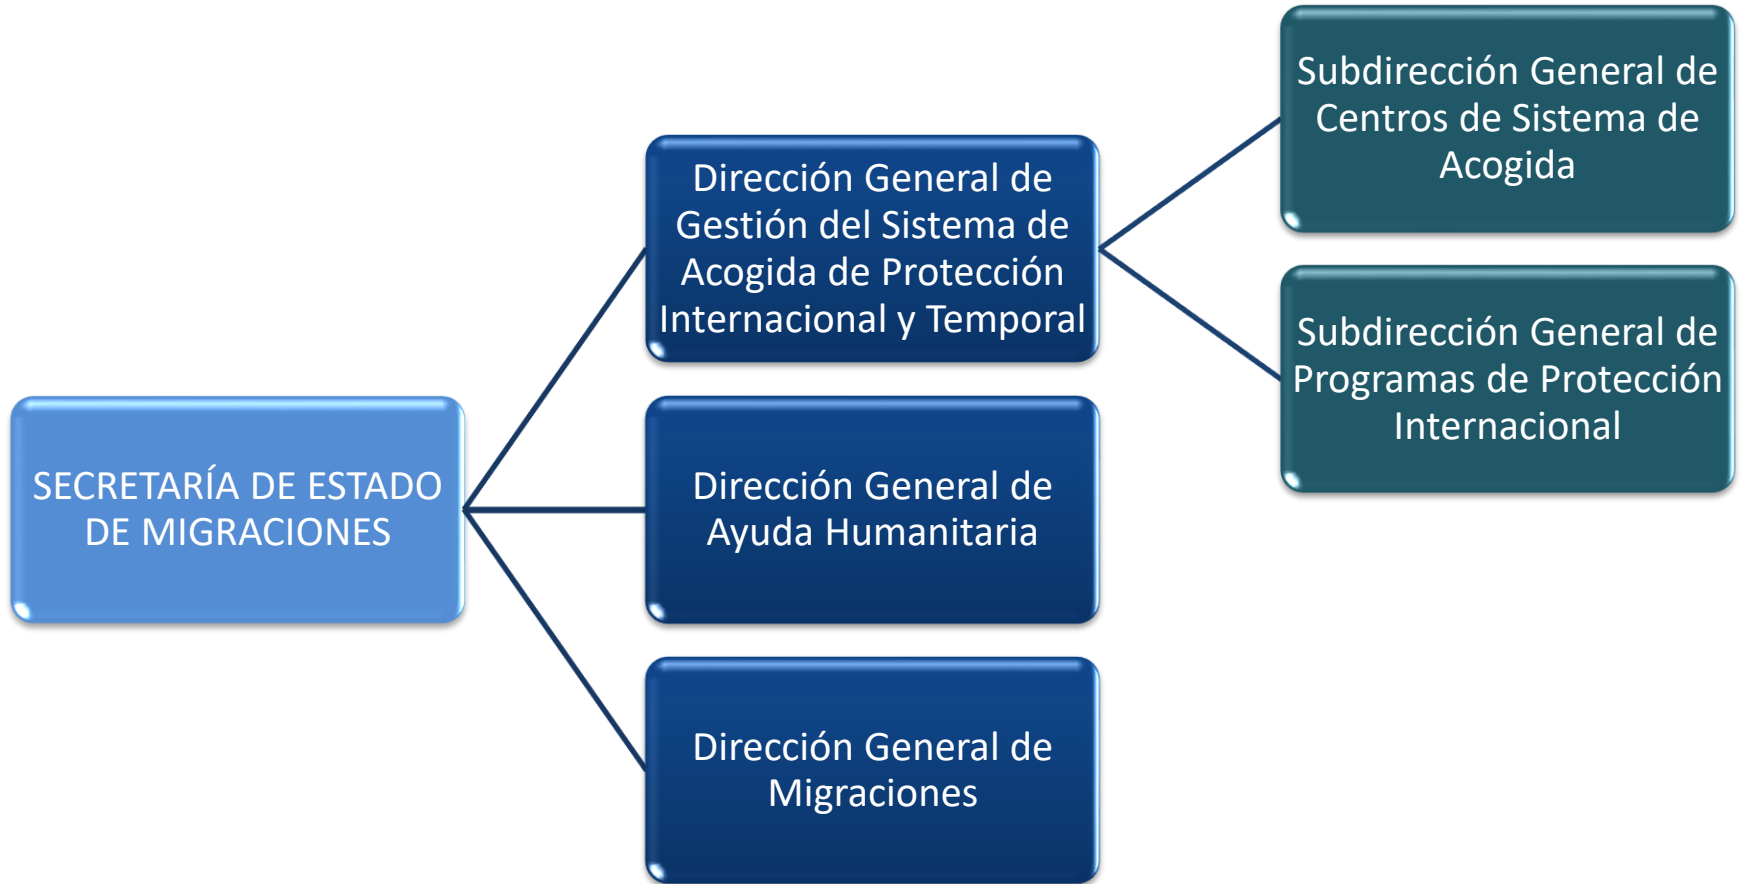 SECRETARÍA DE ESTADO
DE MIGRACIONES
Dirección General de
Gestión del Sistema de
Acogida de Protección
Internacional y Temporal
Dirección General de
Ayuda Humanitaria
Dirección General de
Migraciones
Subdirección General de
Centros de Sistema de
Acogida
Subdirección General de
Programas de Protección
Internacional